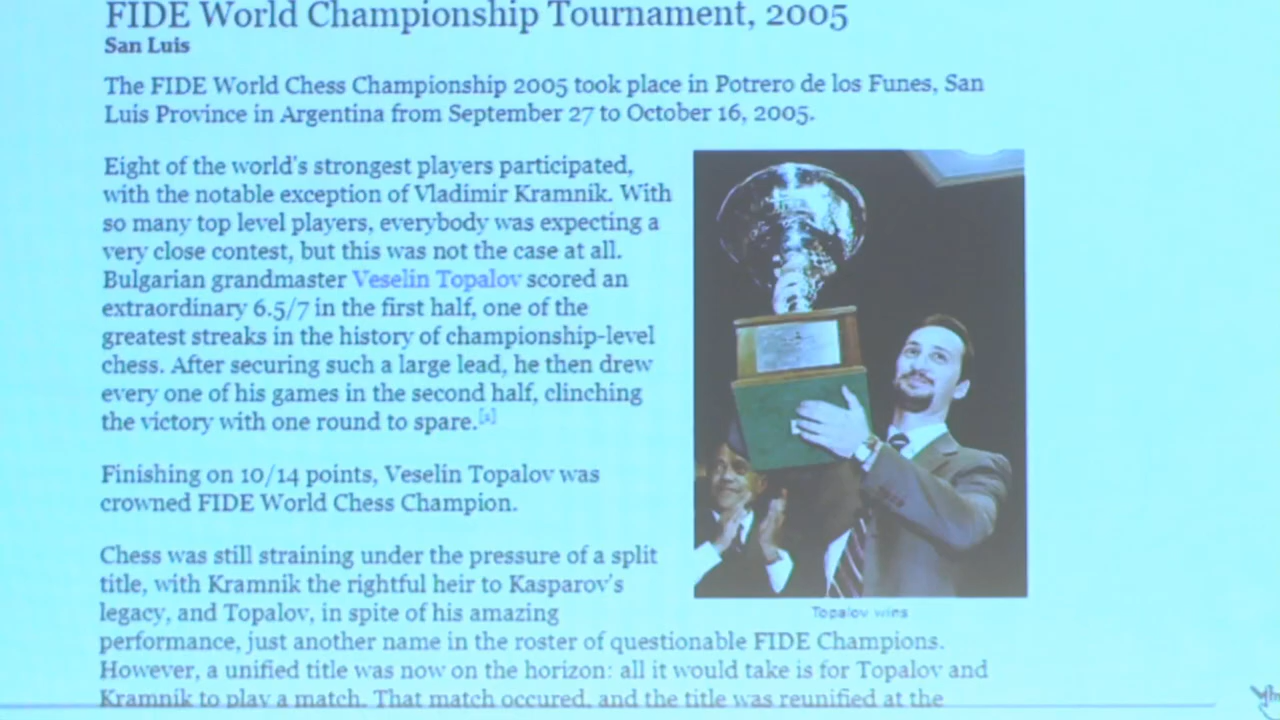 FIDE World Championship Tournament, 2005
San Luis
The FIDE World Chess Championship 2005 took place in Potrero de los Funes, San
Luis Province in Argentina from September 27 to October 16, 2005.
Eight of the world's strongest players participated,
with the notable exception of Vladimir Kramnik. With
so many top level players, everybody was expecting a
very close contest, but this was not the case at all.
Bulgarian grandmaster Veselin Topalov scored an
extraordinary 6.5/7 in the first half, one of the
greatest streaks in the history of championship-level
chess. After securing such a large lead, he then drew
every one of his games in the second half, clinching
the victory with one round to spare.[1]
Finishing on 10/14 points, Veselin Topalov was
crowned FIDE World Chess Champion.
Chess was still straining under the pressure of a split
title, with Kramnik the rightful heir to Kasparov's
legacy, and Topalov, in spite of his amazing
performance, just another name in the roster of questionable FIDE Champions.
However, a unified title was now on the horizon: all it would take is for Topalov and
Kramnik to play a match. That match occured, and the title was reunified at the
Topalov wins